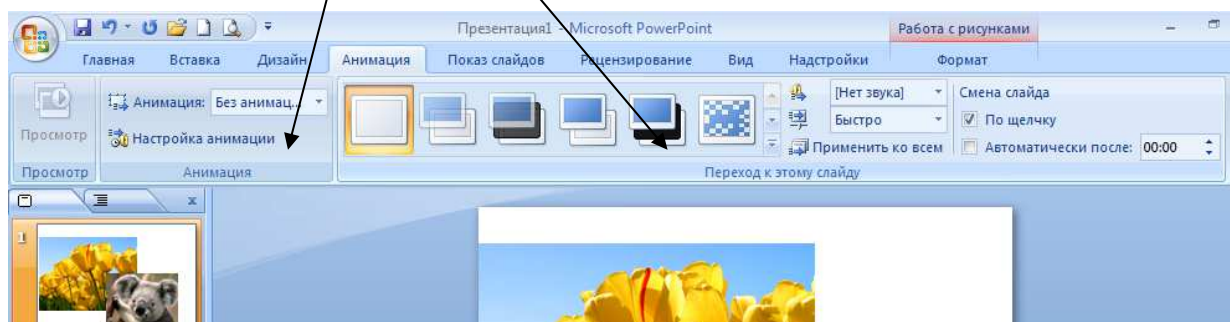 Презентация1 - Microsoft PowerPoint
Работа с рисунками
Главная Вставка Дизайн Анимация Показ слайдов Рецензирование Вид Надстройки Формат
Анимация: Без анимац... [Нет звука] Смена слайда
Просмотр Настройка анимации Быстро По щелчку
Применить ко всем Автоматически после: 00:00
Просмотр Анимация Переход к этому слайду
1